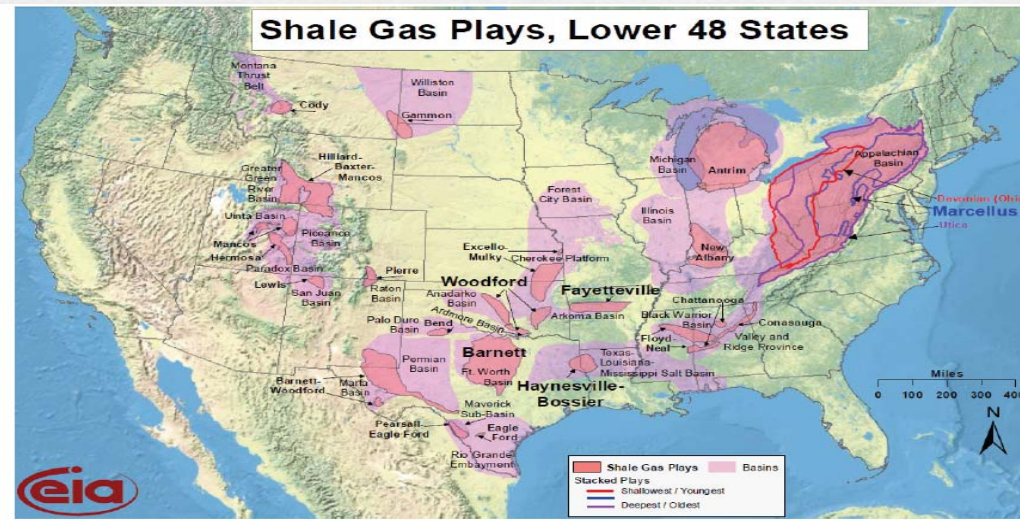 Shale Gas Plays, Lower 48 States
Montana
Thrust
Belt
Cody
Williston
Basin
Gammon
Hilliard-
Baxter-
Mancos
Greater
Green
River
Basin
Uinta Basin
Mancos
Piceance
Basin
Hermosa
Paradox Basin
Lewis
San Juan
Basin
Pierre
Raton
Basin
Michigan
Basin
Antrim
Forest
City Basin
Illinois
Basin
New
Albany
Appalachian
Basin
Devonian (Ohio
Marcellus
Utica
Excello-
Mulky
Cherokee Platform
Woodford
Anadarko
Basin
Ardmore Basin
Palo Duro
Basin
Bend
Fayetteville
Arkoma Basin
Chattanooga
Black Warrior
Basin
Conasauga
Floyd-
Neal
Valley and
Ridge Province
Permian
Basin
Barnett
Ft. Worth
Basin
Texas-
Louisiana-
Mississippi Salt Basin
Haynesville-
Bossier
Barnett-
Woodford
Marfa
Basin
Maverick
Sub-Basin
Pearsall-
Eagle Ford
Eagle
Ford
Rio Grande
Embayment
Miles
0 100 200 300 400
N
Shale Gas Plays
Basins
Stacked Plays
Shallowest / Youngest
Deepest / Oldest
eia